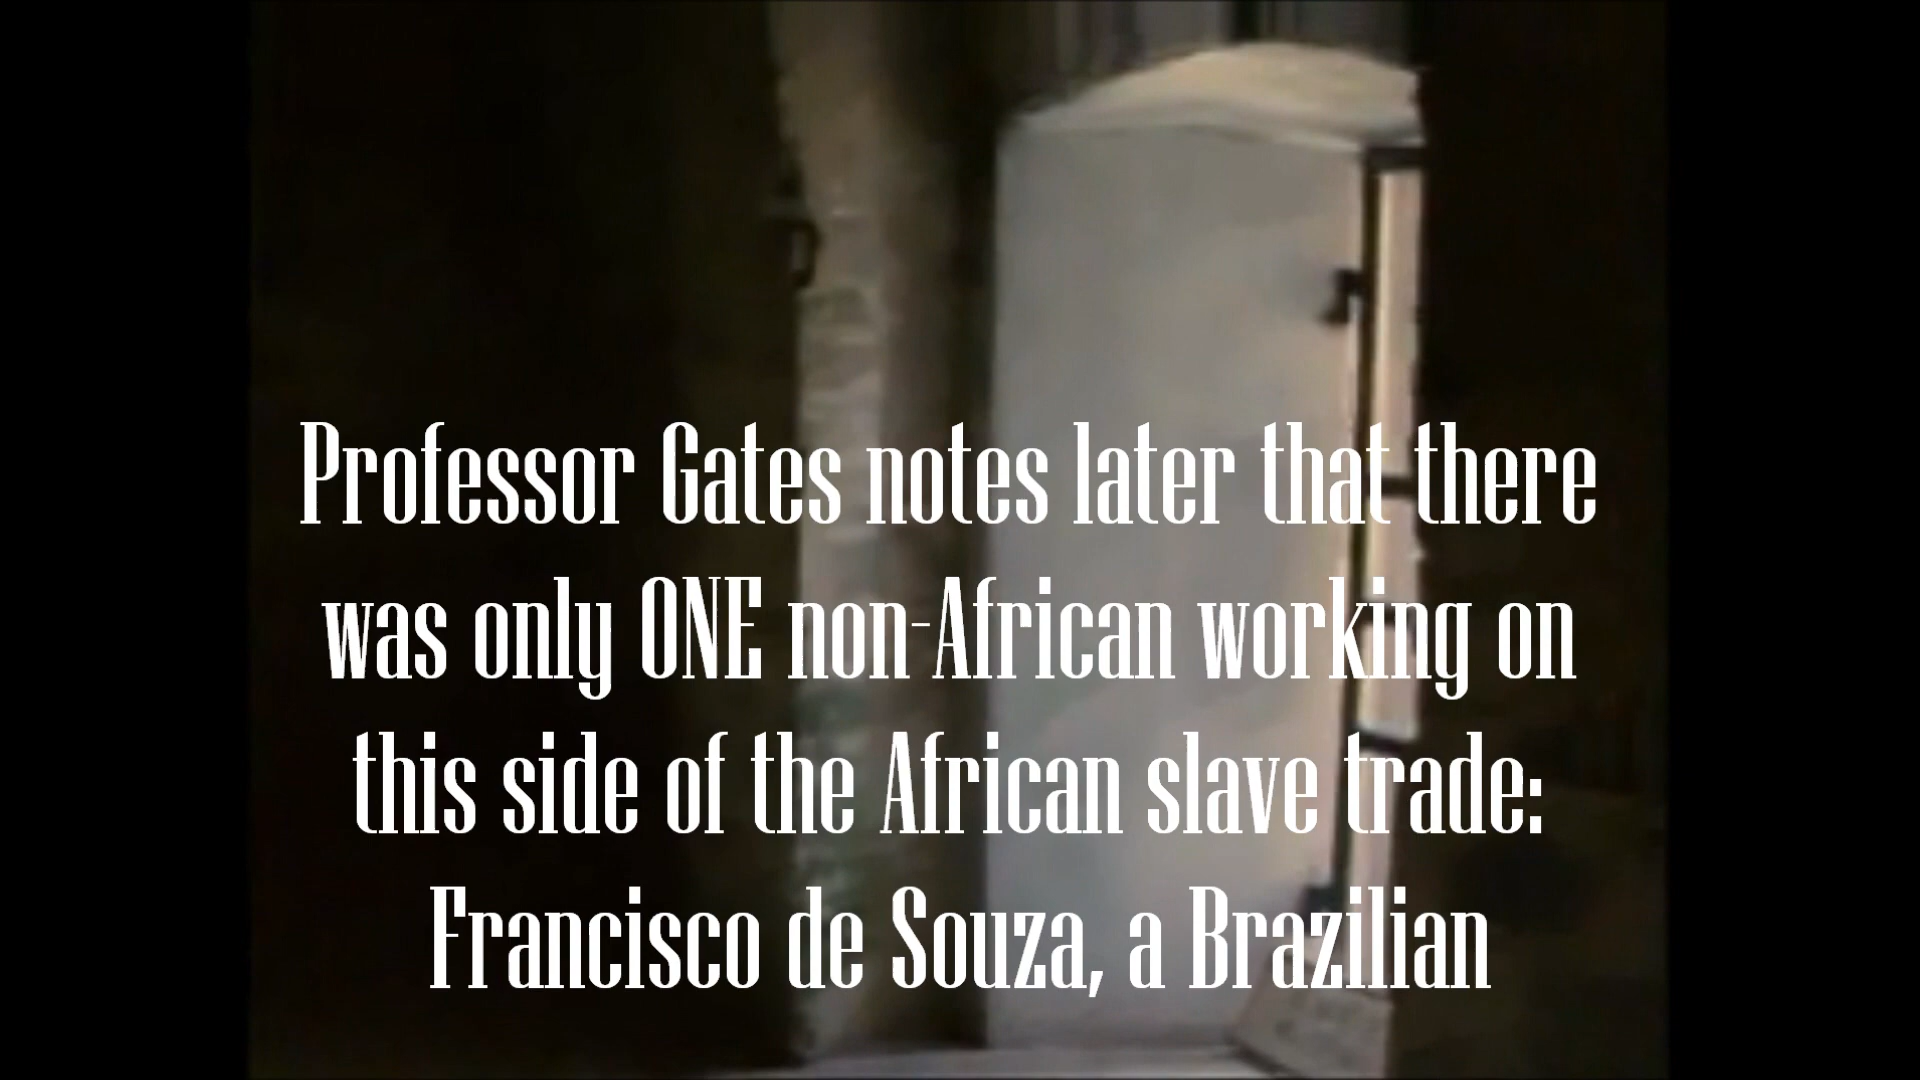 Professor Gates notes later that there
was only ONE non-African working on
this side of the African slave trade:
Francisco de Souza, a Brazilian